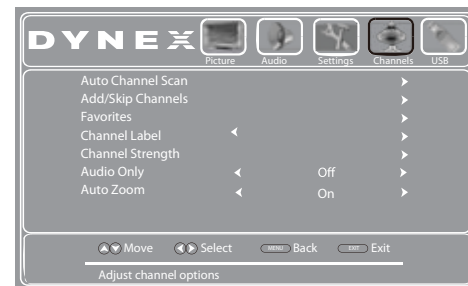 DYNEX
Picture Audio Settings Channels USB
Auto Channel Scan
Add/Skip Channels
Favorites
Channel Label
Channel Strength
Audio Only Off
Auto Zoom On
Move Select MENU Back EXIT Exit
Adjust channel options